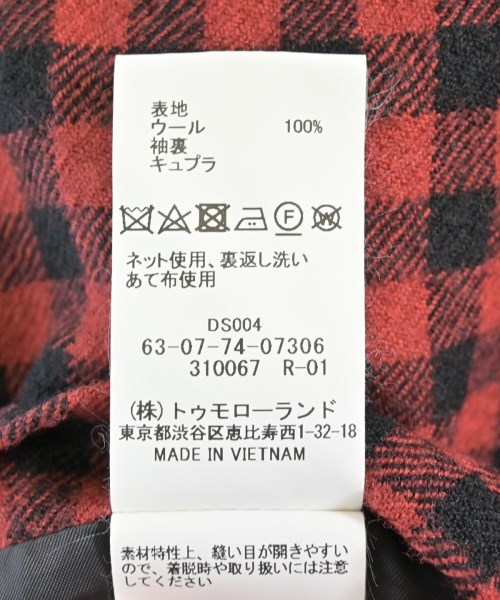 表地
ウール 100%
袖裏
キュプラ
F W
ネット使用、裏返し洗い
あて布使用
DS004
63-07-74-07306
310067 R-01
(株)トゥモローランド
東京都渋谷区恵比寿西1-32-18
MADE IN VIETNAM
素材特性上、縫い目が開きやすい
ので、着脱時や取り扱いには注意
してください